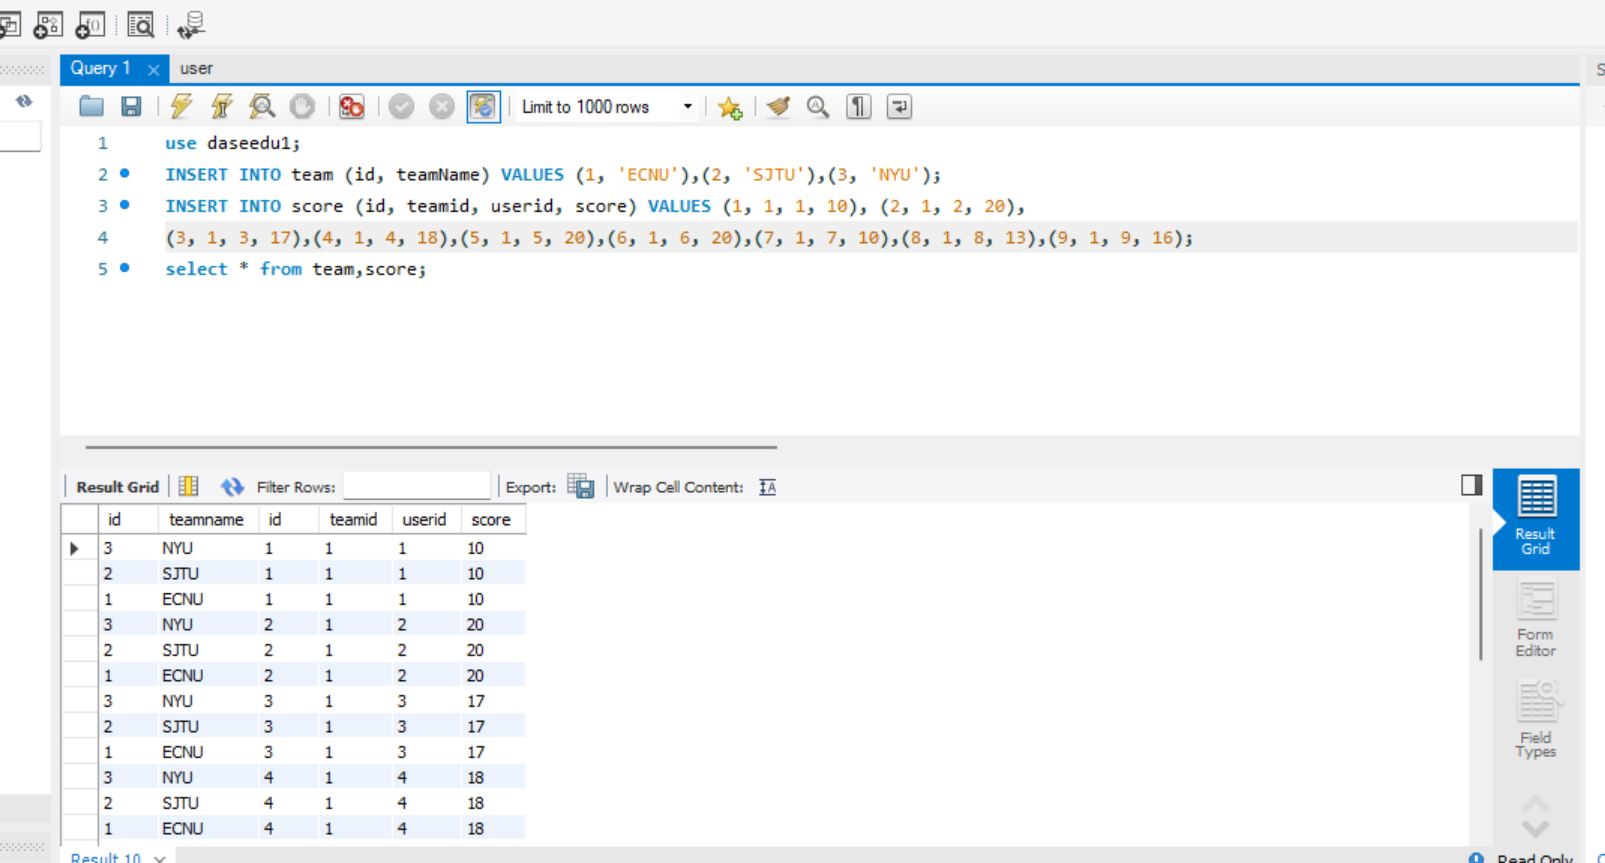 Query 1 user
Limit to 1000 rows
1 use daseedu1;
2 INSERT INTO team (id, teamName) VALUES (1, 'ECNU'),(2, 'SJTU'),(3, 'NYU');
3 INSERT INTO score (id, teamid, userid, score) VALUES (1, 1, 1, 10), (2, 1, 2, 20),
4 (3, 1, 3, 17),(4, 1, 4, 18),(5, 1, 5, 20),(6, 1, 6, 20),(7, 1, 7, 10),(8, 1, 8, 13),(9, 1, 9, 16);
5 select * from team,score;
Result Grid Filter Rows: Export: Wrap Cell Content:
id teamname id teamid userid score
3 NYU 1 1 1 10
2 SJTU 1 1 1 10
1 ECNU 1 1 1 10
3 NYU 2 1 2 20
2 SJTU 2 1 2 20
1 ECNU 2 1 2 20
3 NYU 3 1 3 17
2 SJTU 3 1 3 17
1 ECNU 3 1 3 17
3 NYU 4 1 4 18
2 SJTU 4 1 4 18
1 ECNU 4 1 4 18
Result
Grid
Form
Editor
Field
Types
Result 10
Read Only